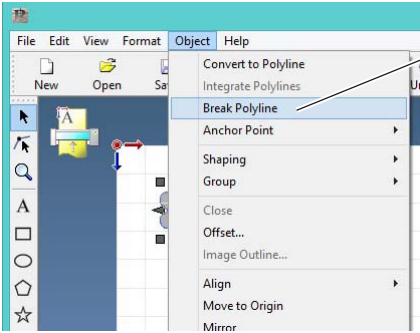 File Edit View Format Object Help
New Open
Convert to Polyline
Integrate Polylines
Break Polyline
Anchor Point
Shaping
Group
Close
Offset...
Image Outline...
Align
Move to Origin
Mirror
A
A